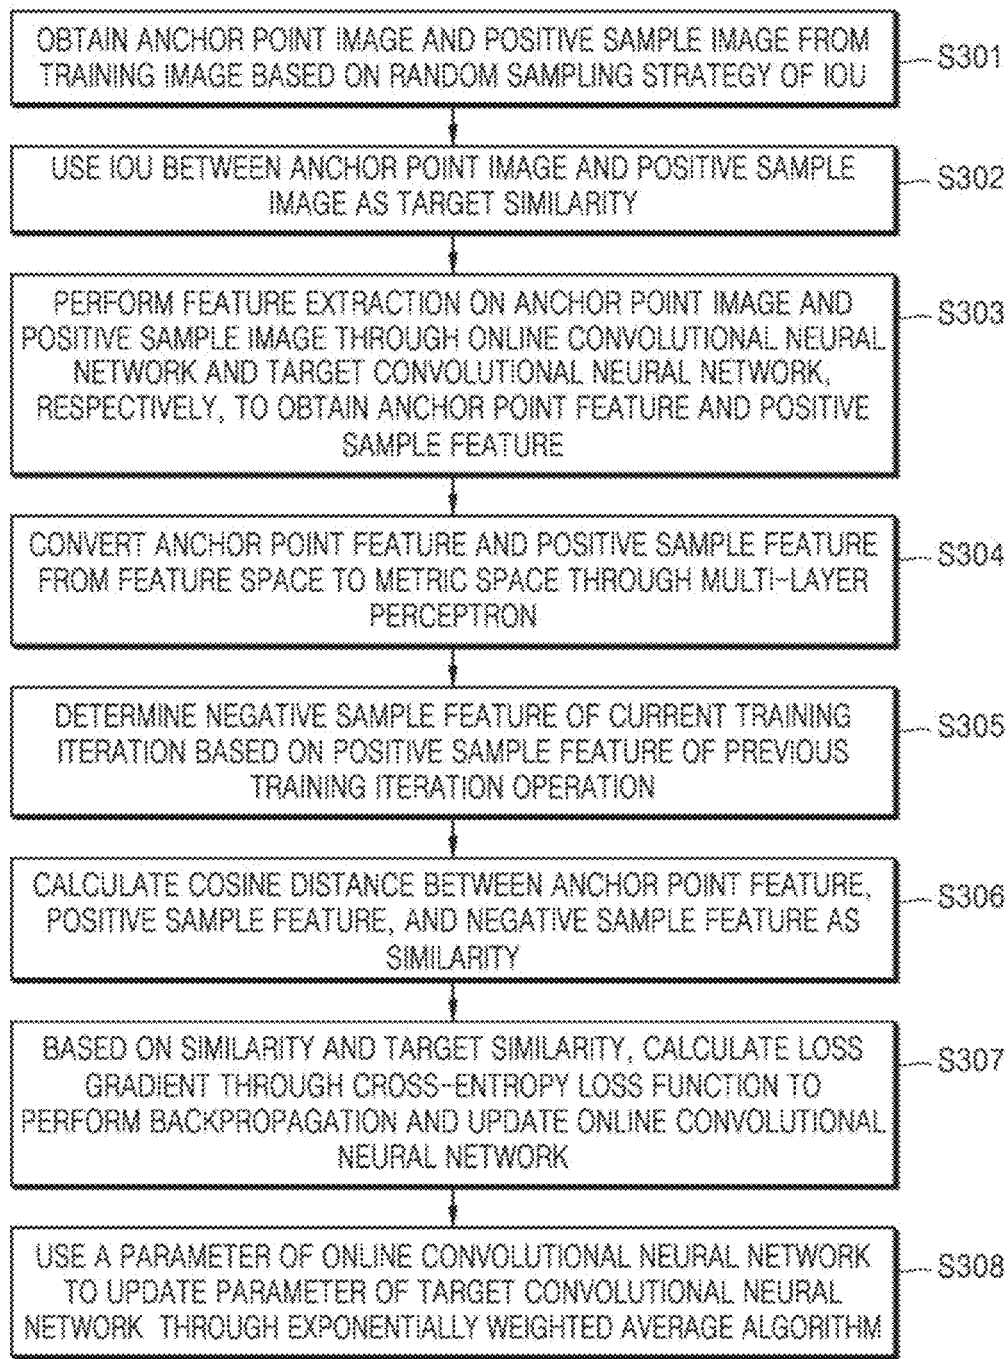 OBTAIN ANCHOR POINT IMAGE AND POSITIVE SAMPLE IMAGE FROM
TRAINING IMAGE BASED ON RANDOM SAMPLING STRATEGY OF IOU
S301
USE IOU BETWEEN ANCHOR POINT IMAGE AND POSITIVE SAMPLE
IMAGE AS TARGET SIMILARITY
S302
PERFORM FEATURE EXTRACTION ON ANCHOR POINT IMAGE AND
POSITIVE SAMPLE IMAGE THROUGH ONLINE CONVOLUTIONAL NEURAL
NETWORK AND TARGET CONVOLUTIONAL NEURAL NETWORK,
RESPECTIVELY, TO OBTAIN ANCHOR POINT FEATURE AND POSITIVE
SAMPLE FEATURE
S303
CONVERT ANCHOR POINT FEATURE AND POSITIVE SAMPLE FEATURE
FROM FEATURE SPACE TO METRIC SPACE THROUGH MULTI-LAYER
PERCEPTRON
S304
DETERMINE NEGATIVE SAMPLE FEATURE OF CURRENT TRAINING
ITERATION BASED ON POSITIVE SAMPLE FEATURE OF PREVIOUS
TRAINING ITERATION OPERATION
S305
CALCULATE COSINE DISTANCE BETWEEN ANCHOR POINT FEATURE,
POSITIVE SAMPLE FEATURE, AND NEGATIVE SAMPLE FEATURE AS
SIMILARITY
S306
BASED ON SIMILARITY AND TARGET SIMILARITY, CALCULATE LOSS
GRADIENT THROUGH CROSS-ENTROPY LOSS FUNCTION TO
PERFORM BACKPROPAGATION AND UPDATE ONLINE CONVOLUTIONAL
NEURAL NETWORK
S307
USE A PARAMETER OF ONLINE CONVOLUTIONAL NEURAL NETWORK
TO UPDATE PARAMETER OF TARGET CONVOLUTIONAL NEURAL
NETWORK THROUGH EXPONENTIALLY WEIGHTED AVERAGE ALGORITHM
S308